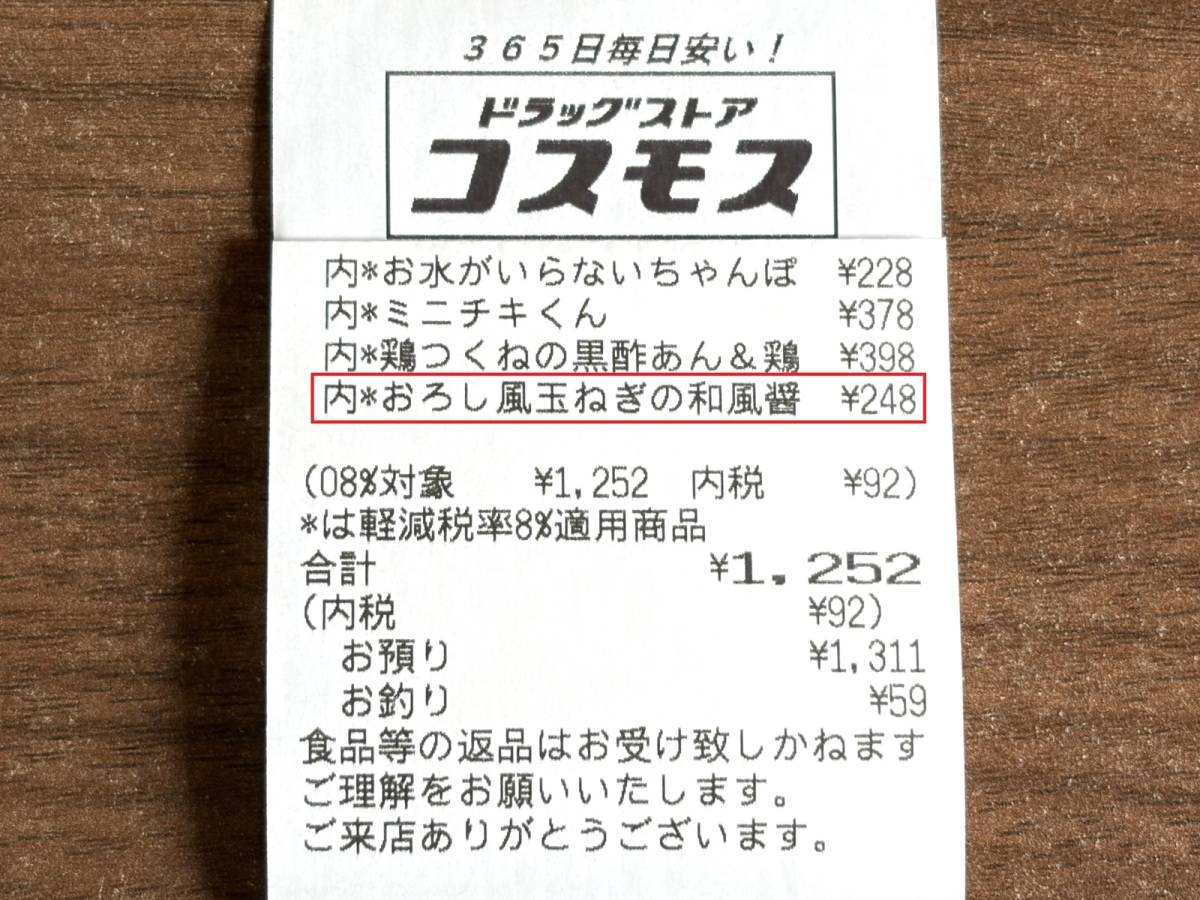 365日毎日安い!
ドラッグストア
コスモス
内*お水がいらないちゃんぽ ¥228
内*ミニチキくん ¥378
内*鶏つくねの黒酢あん&鶏 ¥398
内*おろし風玉ねぎの和風醤 ¥248
(08%対象 ¥1,252 内税 ¥92)
*は軽減税率8%適用商品
合計 ¥1,252
(内税 ¥92)
お預り ¥1,311
お釣り ¥59
食品等の返品はお受け致しかねます
ご理解をお願いいたします。
ご来店ありがとうございます。